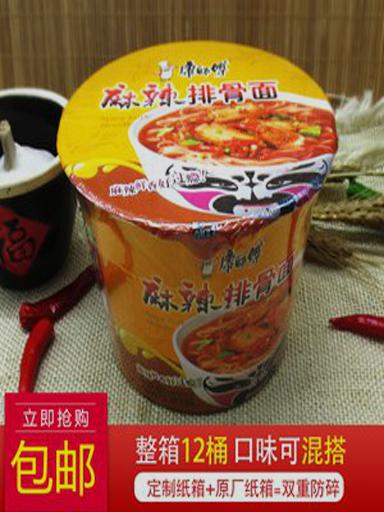 康师傅
麻辣排骨面
麻辣鲜香好过瘾!
福
康师傅
麻辣排骨面
立即抢购
包邮
整箱12桶 口味可混搭
定制纸箱+原厂纸箱=双重防碎